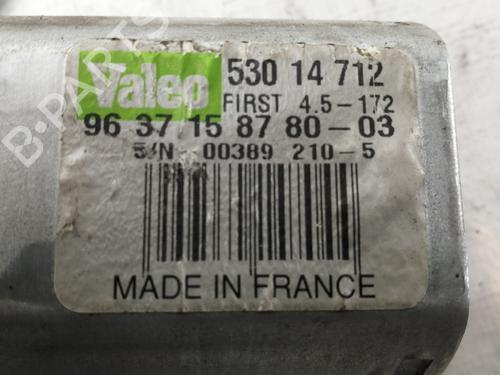 Valeo 530 14 712
FIRST 4.5-172
96 37 15 87 80-03
S/N 00389 210-5
MADE IN FRANCE
B-PARTS